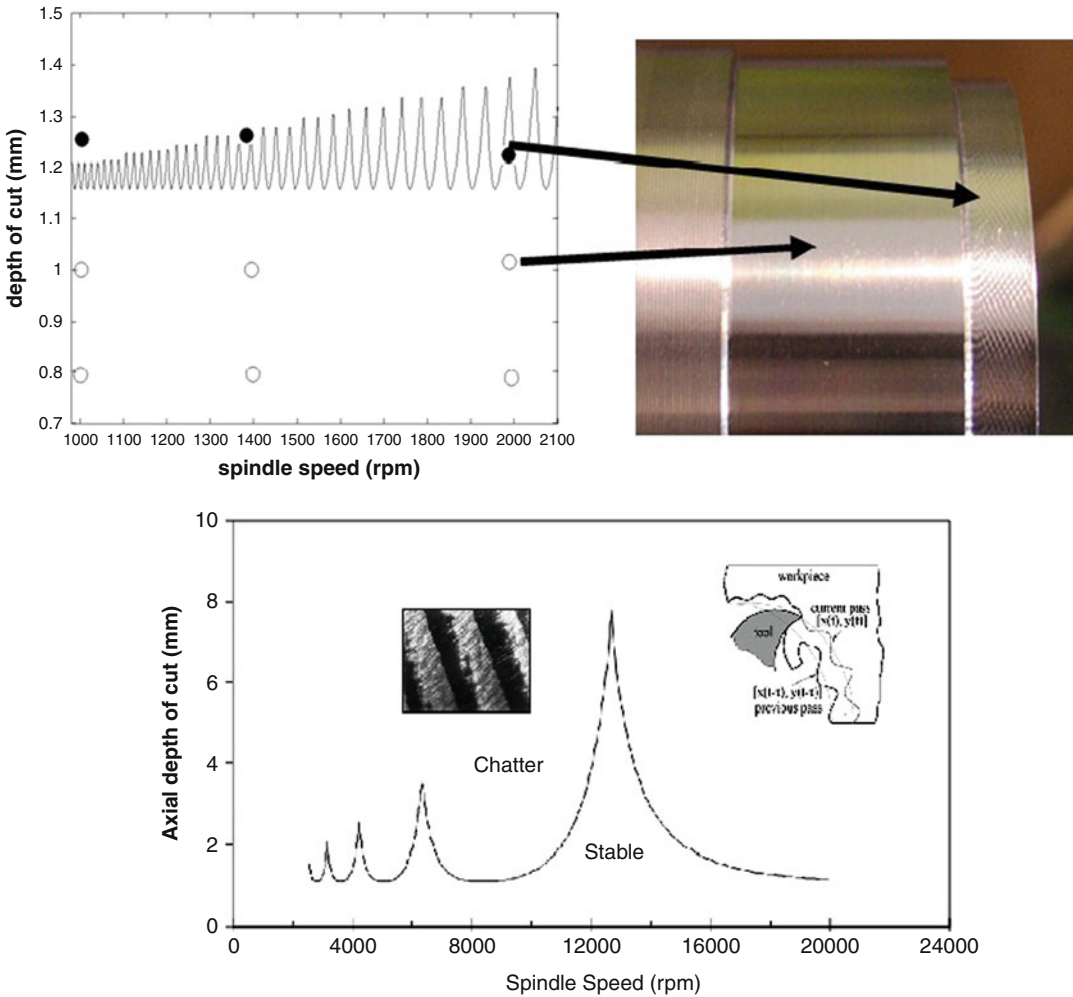 1.5
1.4
1.3
1.2
1.1
1
0.9
0.8
0.7
depth of cut (mm)
1000 1100 1200 1300 1400 1500 1600 1700 1800 1900 2000 2100
spindle speed (rpm)
10
8
6
4
2
0
Axial depth of cut (mm)
workpiece
current pass
[x(t), y(t)]
tool
[x(t-τ), y(t-τ)]
previous pass
Chatter
Stable
0 4000 8000 12000 16000 20000 24000
Spindle Speed (rpm)